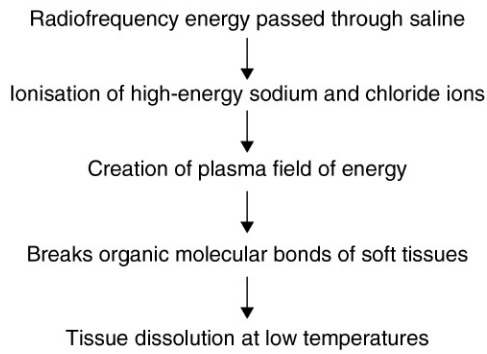 Radiofrequency energy passed through saline
Ionisation of high-energy sodium and chloride ions
Creation of plasma field of energy
Breaks organic molecular bonds of soft tissues
Tissue dissolution at low temperatures